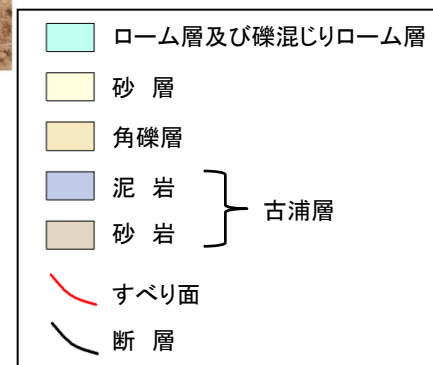 ローム層及び礫混じりローム層
砂 層
角礫層
泥 岩
古浦層
砂 岩
すべり面
断 層